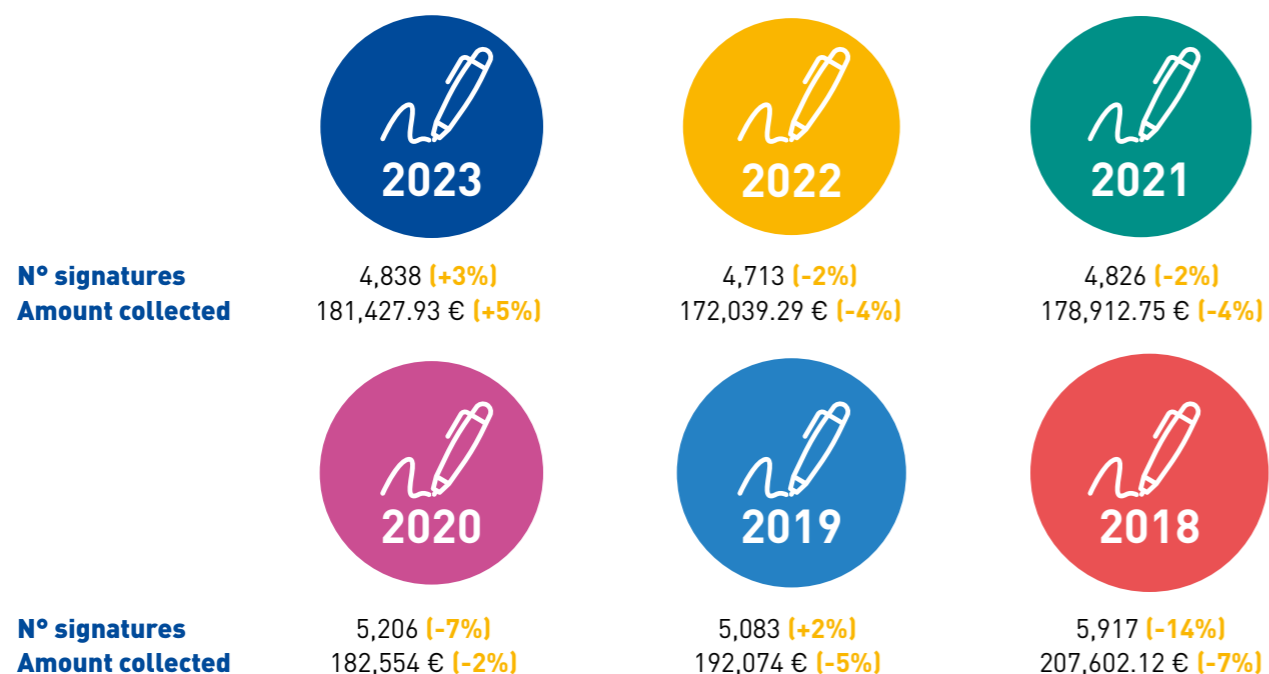 2023 2022 2021
N° signatures 4,838 (+3%) 4,713 (-2%) 4,826 (-2%)
Amount collected 181,427.93 € (+5%) 172,039.29 € (-4%) 178,912.75 € (-4%)
2020 2019 2018
N° signatures 5,206 (-7%) 5,083 (+2%) 5,917 (-14%)
Amount collected 182,554 € (-2%) 192,074 € (-5%) 207,602.12 € (-7%)